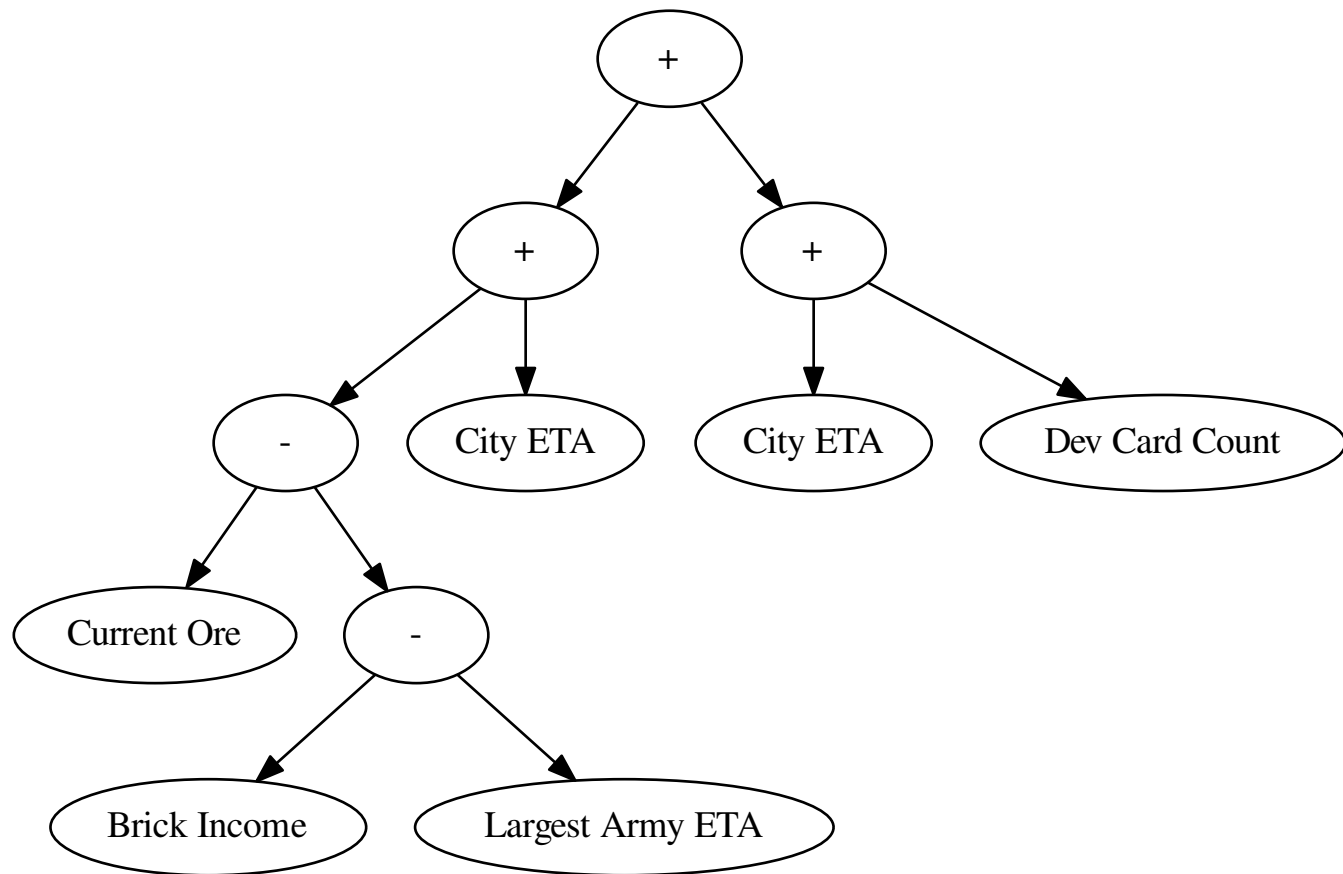 +
+
+
-
City ETA
City ETA
Dev Card Count
Current Ore
-
Brick Income
Largest Army ETA